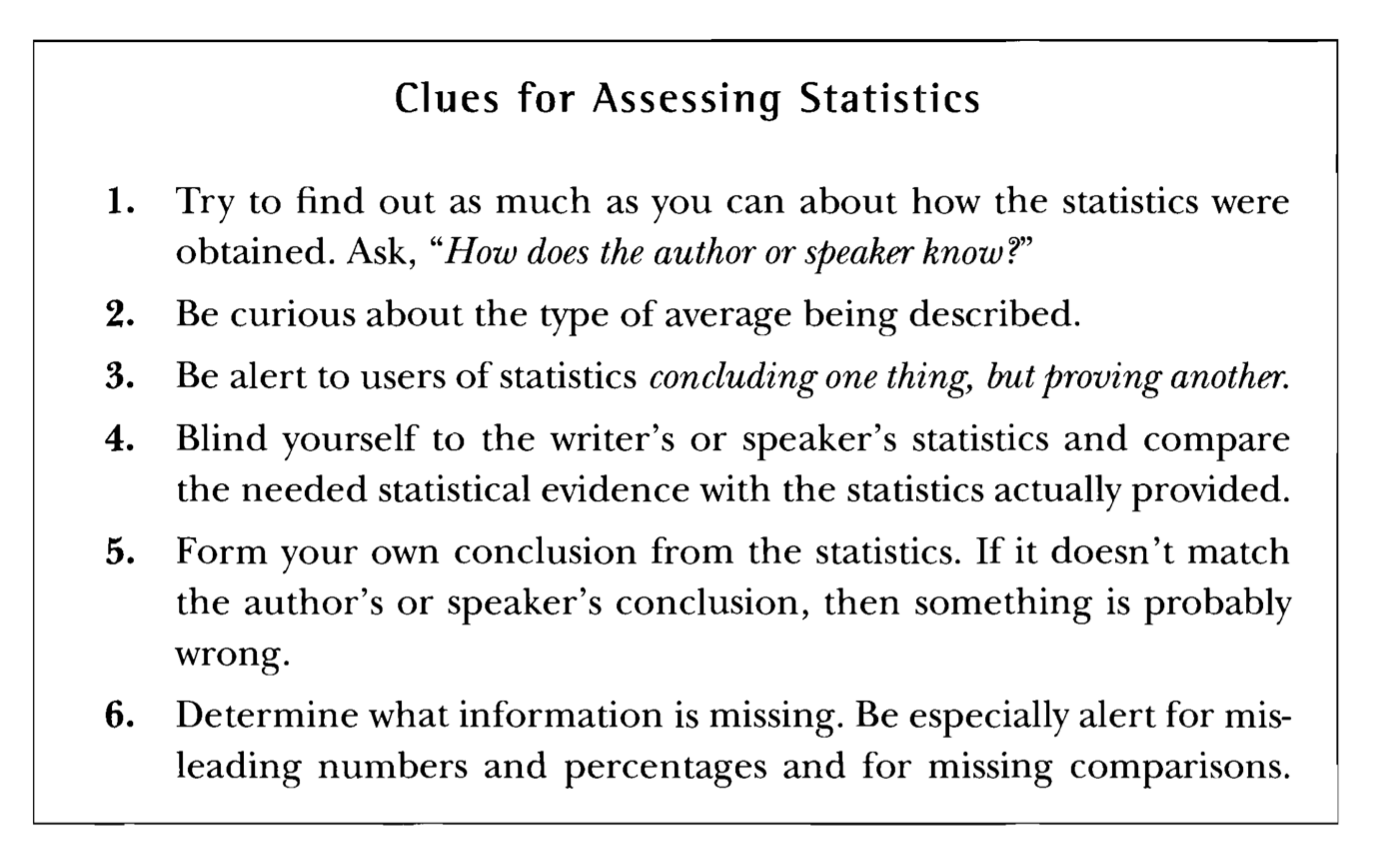 Clues for Assessing Statistics
1. Try to find out as much as you can about how the statistics were
obtained. Ask, “How does the author or speaker know?”
2. Be curious about the type of average being described.
3. Be alert to users of statistics concluding one thing, but proving another.
4. Blind yourself to the writer’s or speaker’s statistics and compare
the needed statistical evidence with the statistics actually provided.
5. Form your own conclusion from the statistics. If it doesn’t match
the author’s or speaker’s conclusion, then something is probably
wrong.
6. Determine what information is missing. Be especially alert for mis-
leading numbers and percentages and for missing comparisons.